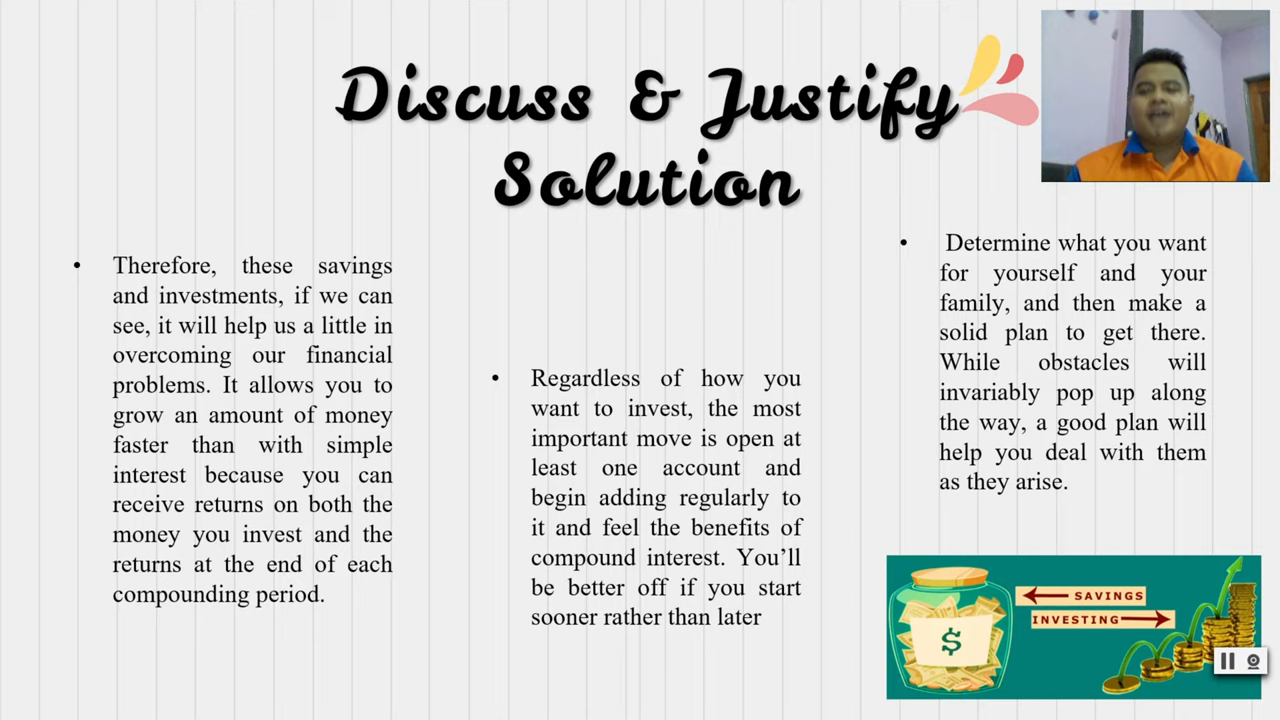 Discuss & Justify
Solution
• Therefore, these savings
and investments, if we can
see, it will help us a little in
overcoming our financial
problems. It allows you to
grow an amount of money
faster than with simple
interest because you can
receive returns on both the
money you invest and the
returns at the end of each
compounding period.
• Regardless of how you
want to invest, the most
important move is open at
least one account and
begin adding regularly to
it and feel the benefits of
compound interest. You’ll
be better off if you start
sooner rather than later
• Determine what you want
for yourself and your
family, and then make a
solid plan to get there.
While obstacles will
invariably pop up along
the way, a good plan will
help you deal with them
as they arise.
SAVINGS
INVESTING
$